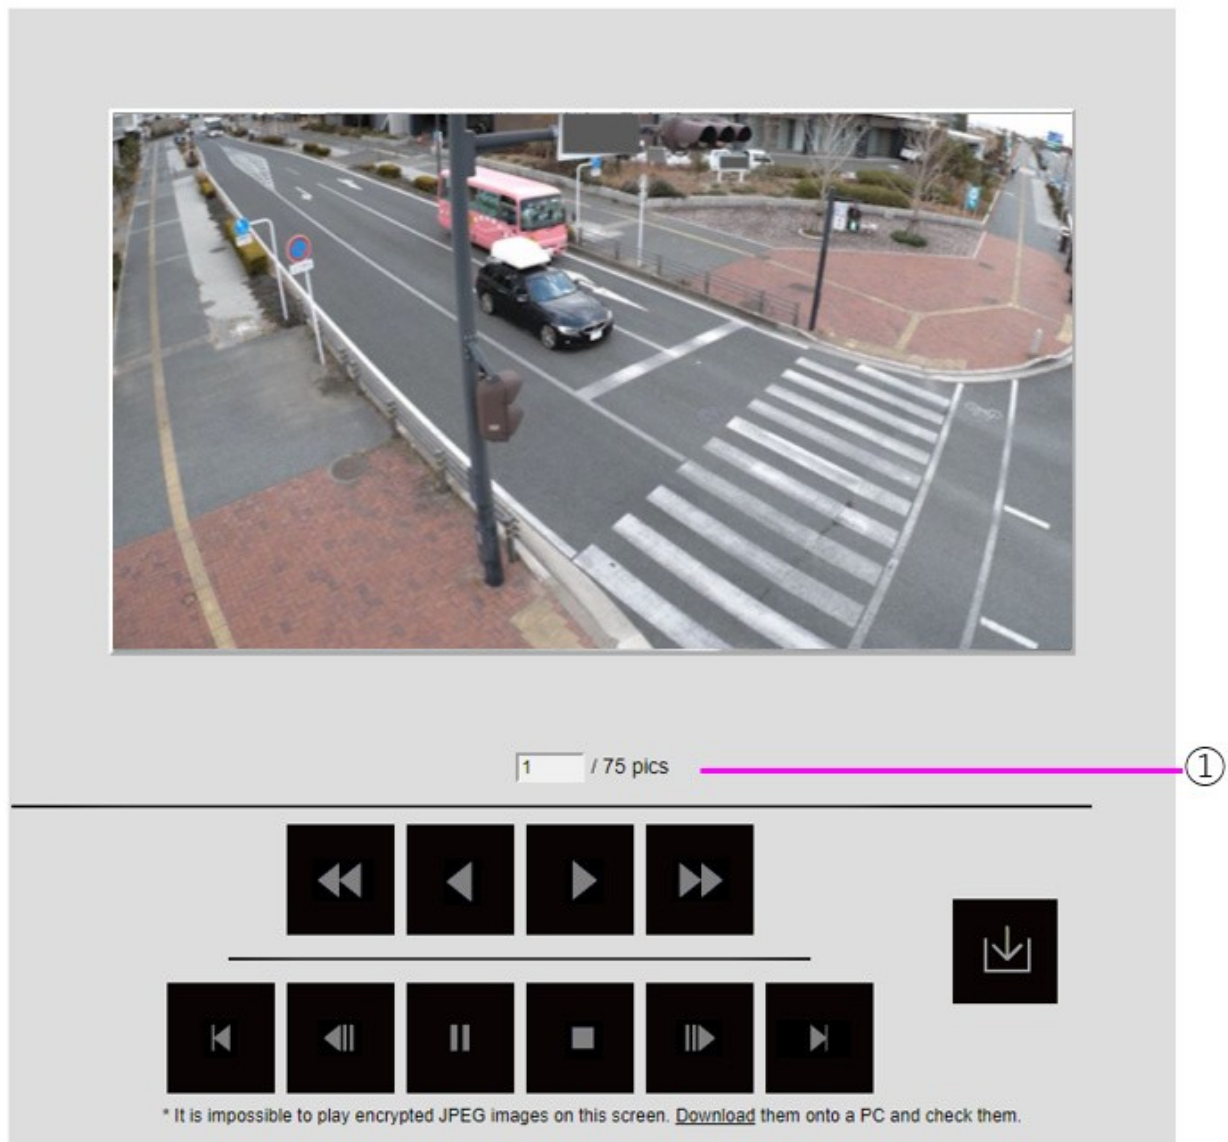 1 / 75 pics
①
* It is impossible to play encrypted JPEG images on this screen. Download them onto a PC and check them.